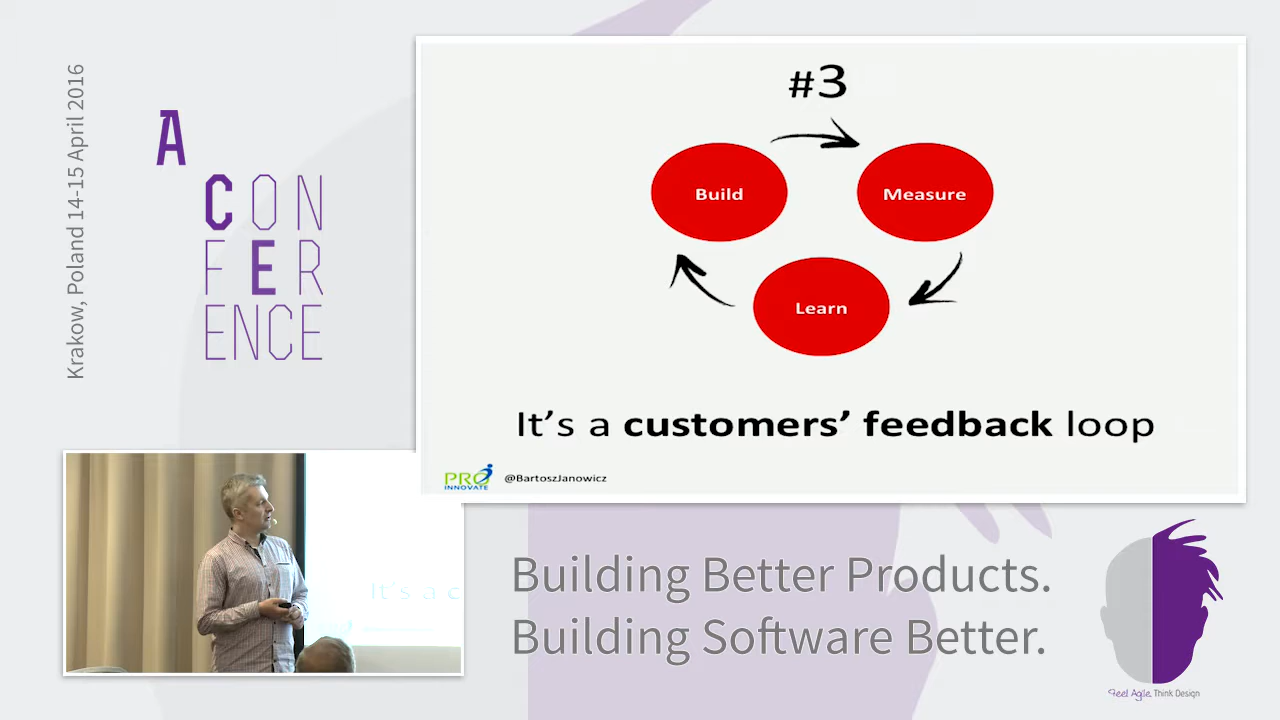 Krakow, Poland 14-15 April 2016
A
CON
FER
ENCE
#3
Build
Measure
Learn
It's a customers' feedback loop
PRO
INNOVATE
@BartoszJanowicz
It's a c
Building Better Products.
Building Software Better.
Feel Agile, Think Design